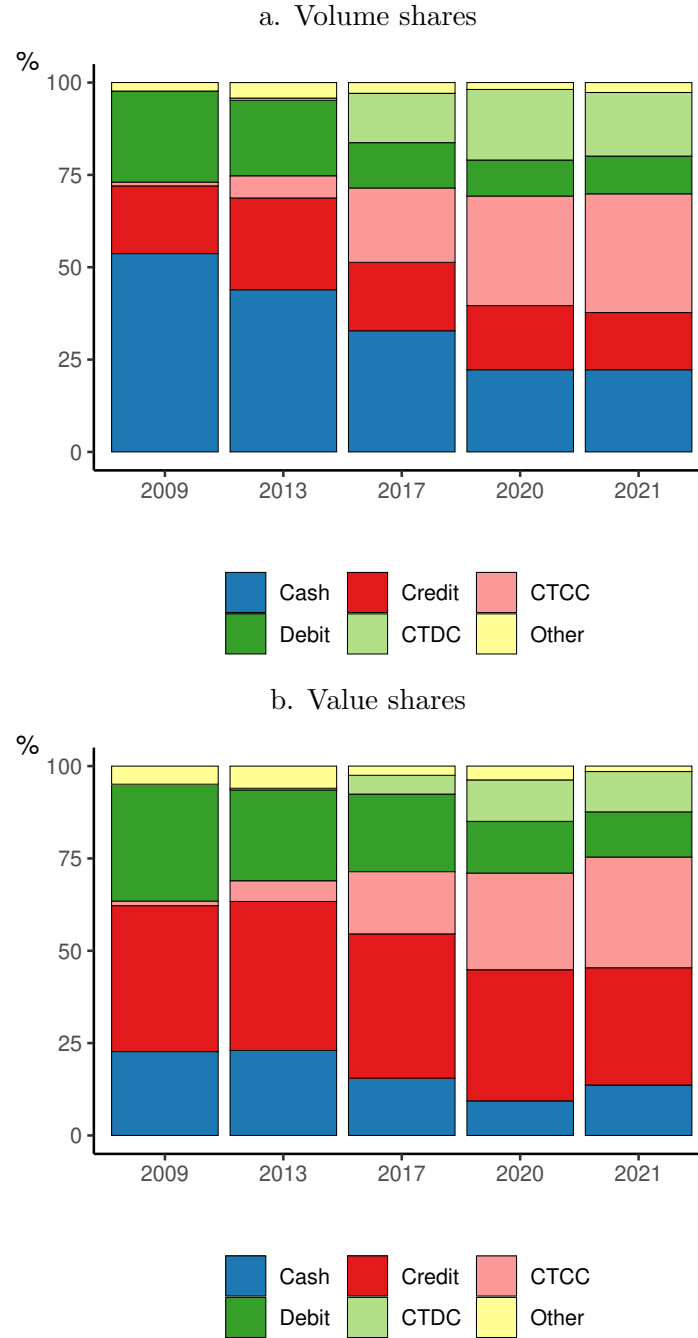 a. Volume shares
%
100
75
50
25
0
2009 2013 2017 2020 2021
Cash Credit CTCC
Debit CTDC Other
b. Value shares
%
100
75
50
25
0
2009 2013 2017 2020 2021
Cash Credit CTCC
Debit CTDC Other